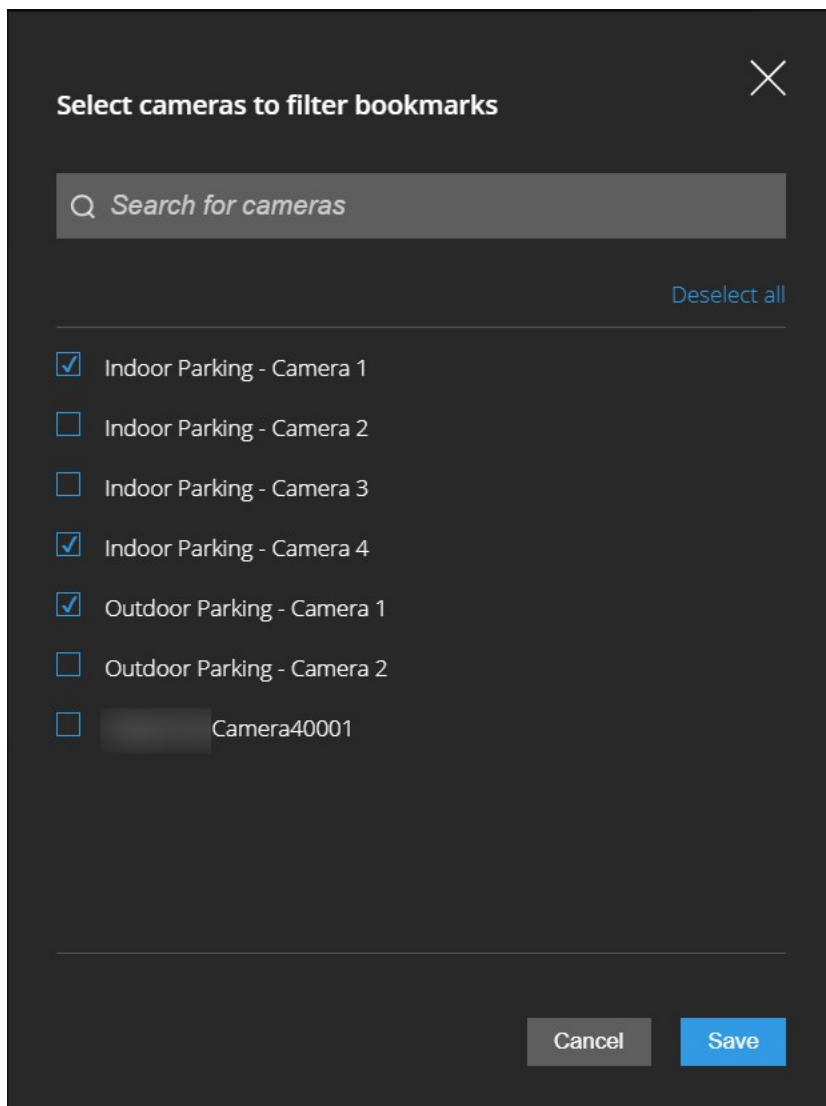 Select cameras to filter bookmarks
Search for cameras
Deselect all
Indoor Parking - Camera 1
Indoor Parking - Camera 2
Indoor Parking - Camera 3
Indoor Parking - Camera 4
Outdoor Parking - Camera 1
Outdoor Parking - Camera 2
Camera40001
Cancel
Save